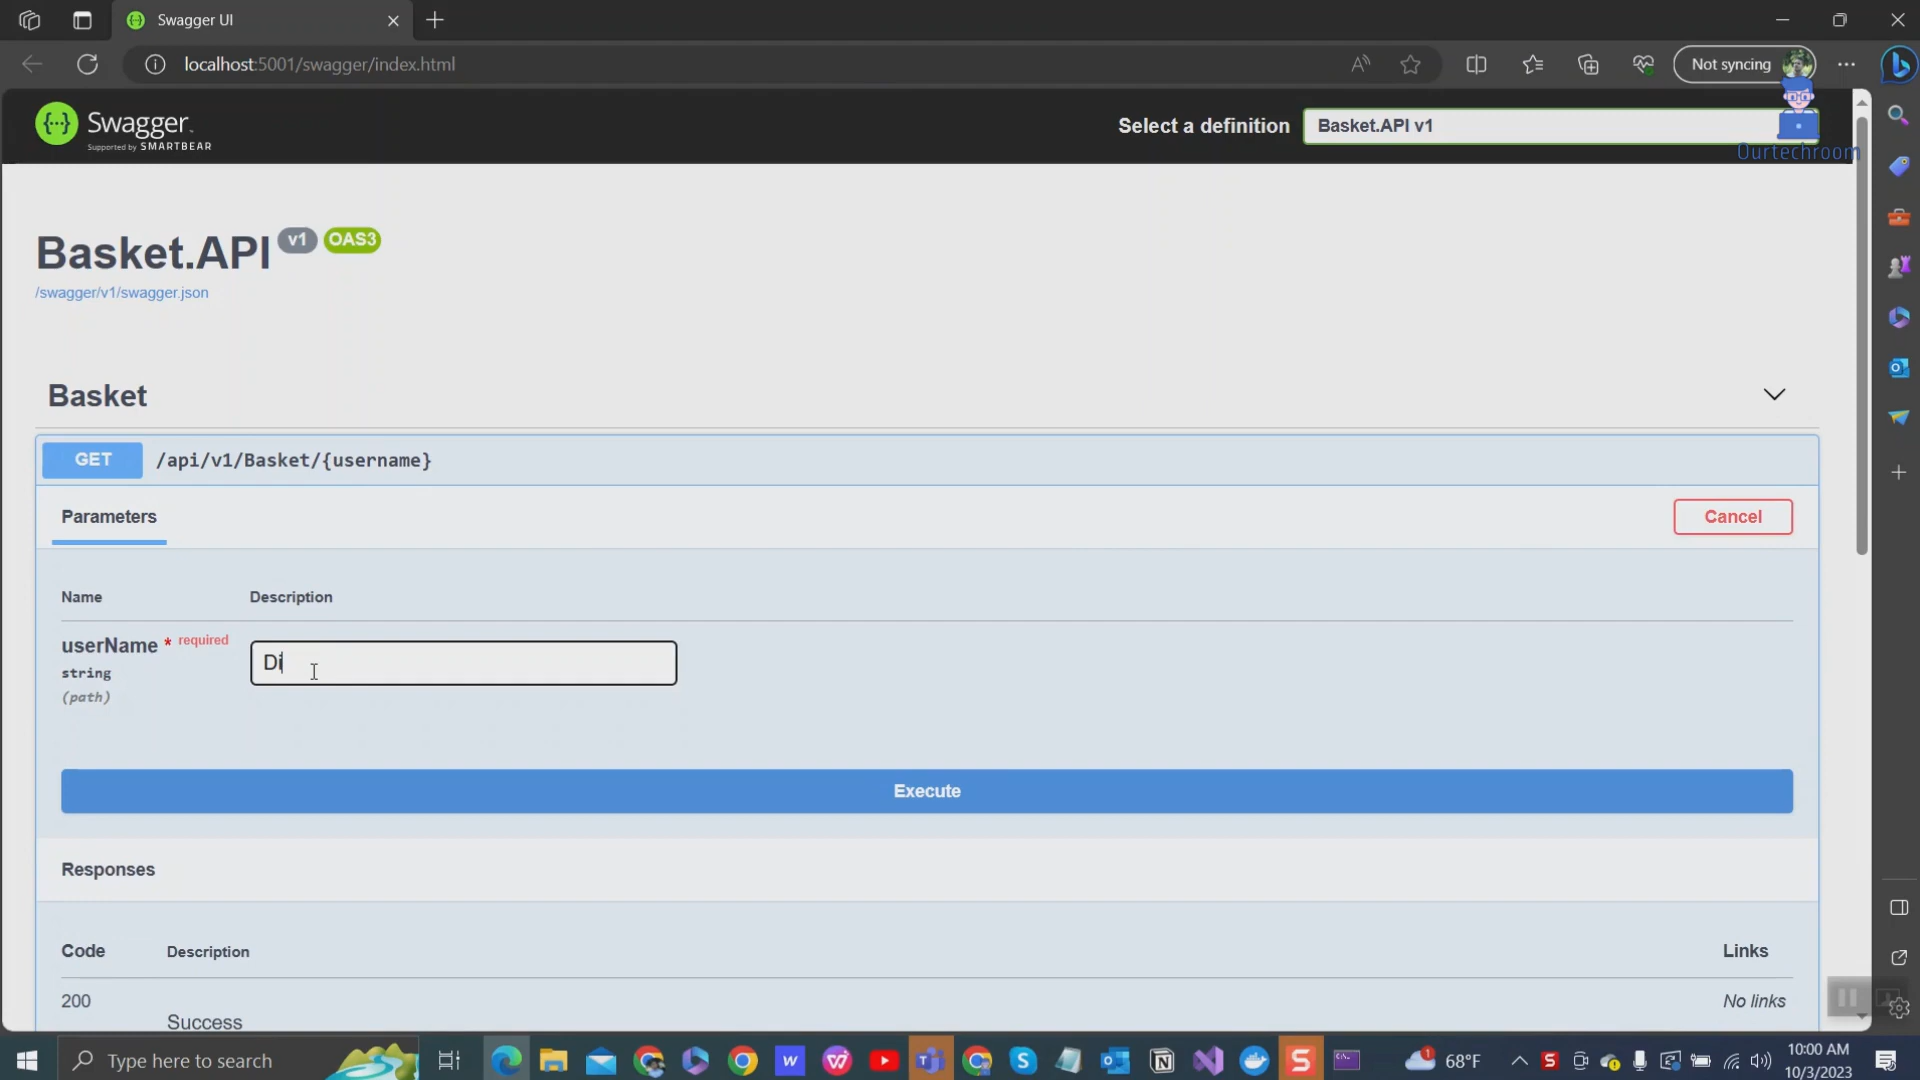 Swagger UI
localhost:5001/swagger/index.html
Not syncing
Swagger
Supported by SMARTBEAR
Select a definition
Basket.API v1
Ourtechroom
Basket.API v1 OAS3
/swagger/v1/swagger.json
Basket
GET /api/v1/Basket/{username}
Parameters
Cancel
Name Description
userName * required
Di
string
(path)
Execute
Responses
Code Description Links
200 No links
Success
Type here to search
68°F
10:00 AM
10/3/2023